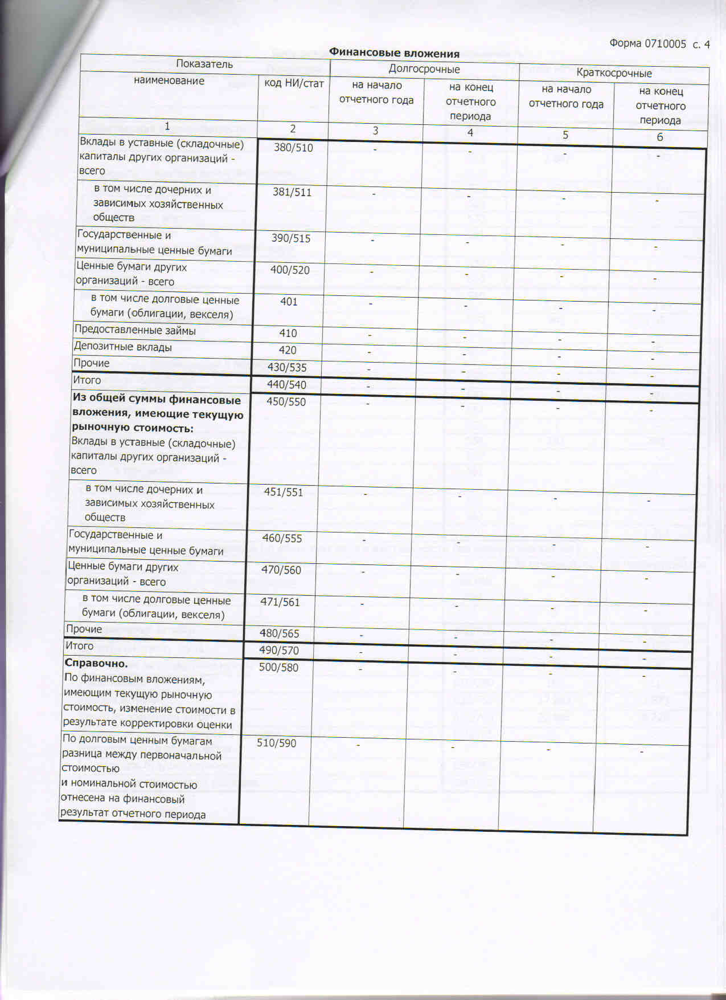 Форма 0710005 с. 4
Финансовые вложения
Показатель Долгосрочные Краткосрочные
наименование код НИ/стат на начало отчетного года на конец отчетного периода на начало отчетного года на конец отчетного периода
1 2 3 4 5 6
Вклады в уставные (складочные) 380/510 - - - -
капиталы других организаций -
всего
в том числе дочерних и 381/511 - - - -
зависимых хозяйственных
обществ
Государственные и 390/515 - - - -
муниципальные ценные бумаги
Ценные бумаги других 400/520 - - - -
организаций - всего
в том числе долговые ценные 401 - - - -
бумаги (облигации, векселя)
Предоставленные займы 410 - - - -
Депозитные вклады 420 - - - -
Прочие 430/535 - - - -
Итого 440/540 - - - -
Из общей суммы финансовые 450/550 - - - -
вложения, имеющие текущую
рыночную стоимость:
Вклады в уставные (складочные)
капиталы других организаций -
всего
в том числе дочерних и 451/551 - - - -
зависимых хозяйственных
обществ
Государственные и 460/555 - - - -
муниципальные ценные бумаги
Ценные бумаги других 470/560 - - - -
организаций - всего
в том числе долговые ценные 471/561 - - - -
бумаги (облигации, векселя)
Прочие 480/565 - - - -
Итого 490/570 - - - -
Справочно. 500/580 - - - -
По финансовым вложениям,
имеющим текущую рыночную
стоимость, изменение стоимости в
результате корректировки оценки
По долговым ценным бумагам 510/590 - - - -
разница между первоначальной
стоимостью
и номинальной стоимостью
отнесена на финансовый
результат отчетного периода